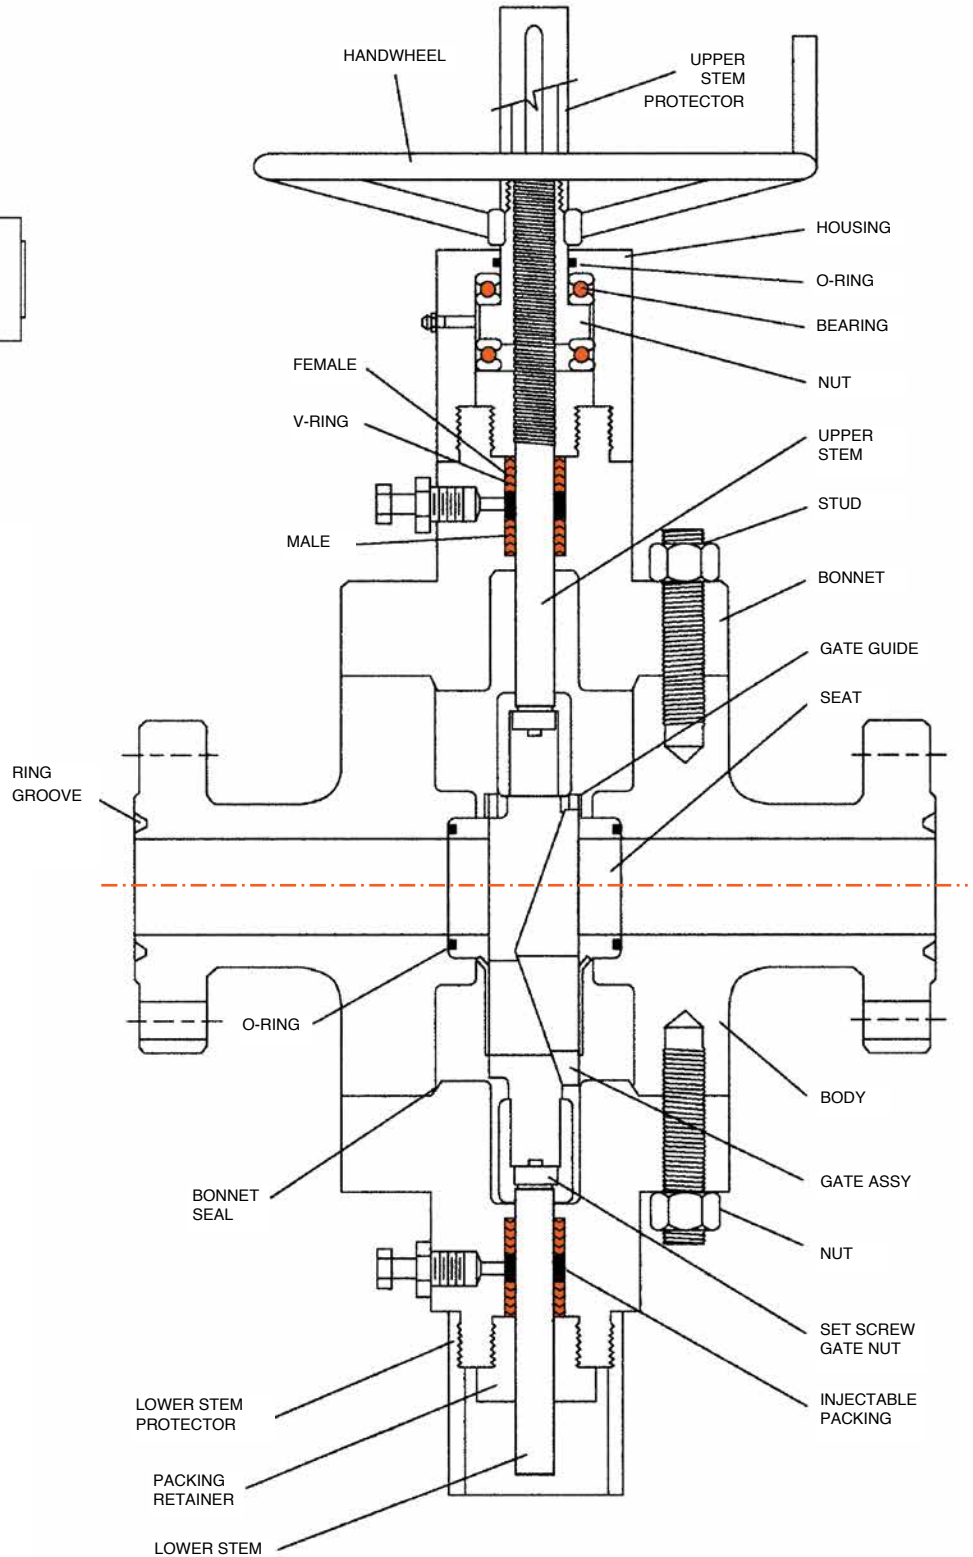 HANDWHEEL
UPPER
STEM
PROTECTOR
HOUSING
O-RING
BEARING
FEMALE
NUT
V-RING
UPPER
STEM
STUD
MALE
BONNET
GATE GUIDE
SEAT
RING
GROOVE
O-RING
BODY
GATE ASSY
BONNET
SEAL
NUT
SET SCREW
GATE NUT
LOWER STEM
PROTECTOR
INJECTABLE
PACKING
PACKING
RETAINER
LOWER STEM